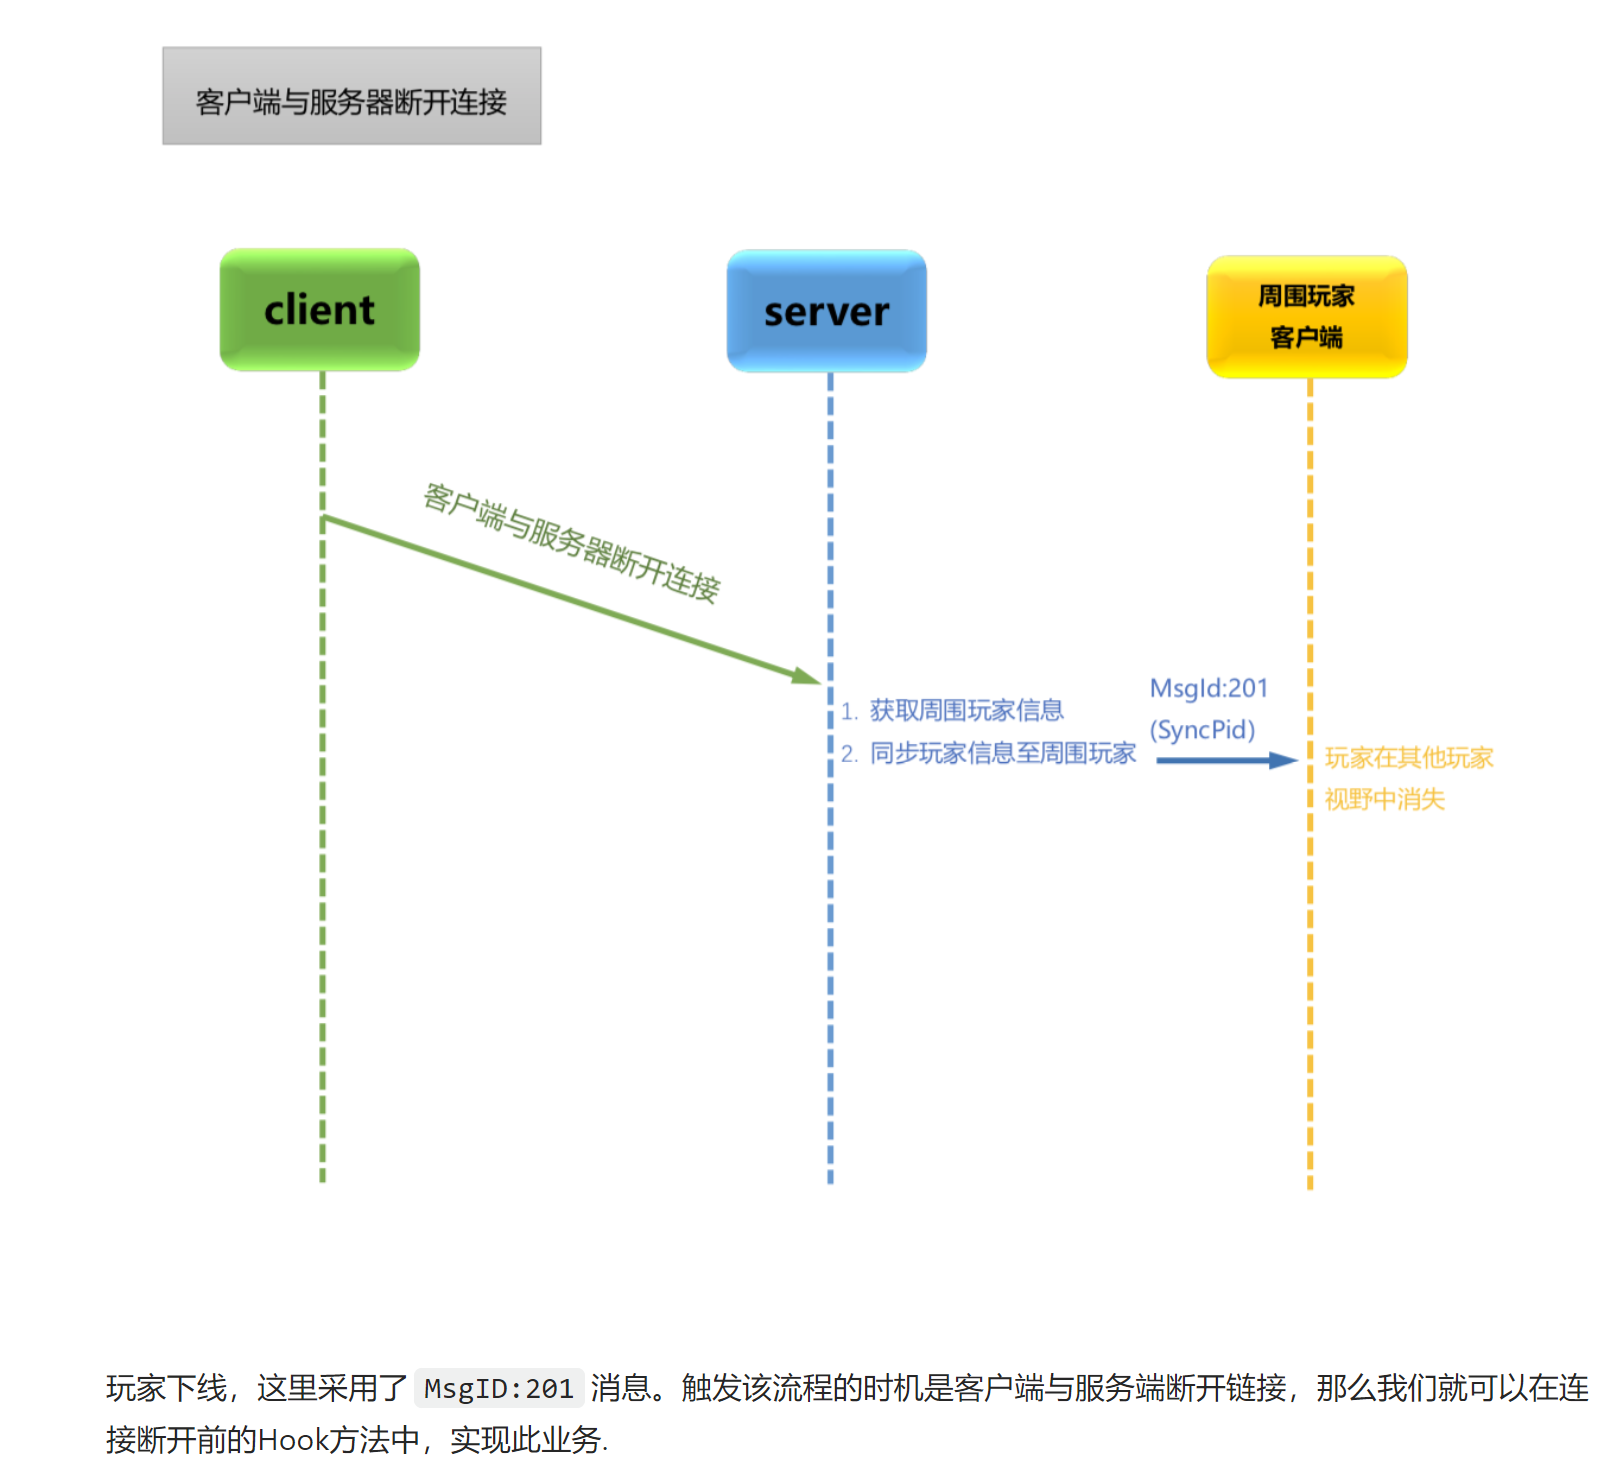 客户端与服务器断开连接
client
server
周围玩家
客户端
客户端与服务器断开连接
MsgId:201
(SyncPid)
1. 获取周围玩家信息
2. 同步玩家信息至周围玩家
玩家在其他玩家
视野中消失
玩家下线，这里采用了 MsgID:201 消息。触发该流程的时机是客户端与服务端断开链接，那么我们就可以在连
接断开前的Hook方法中，实现此业务.